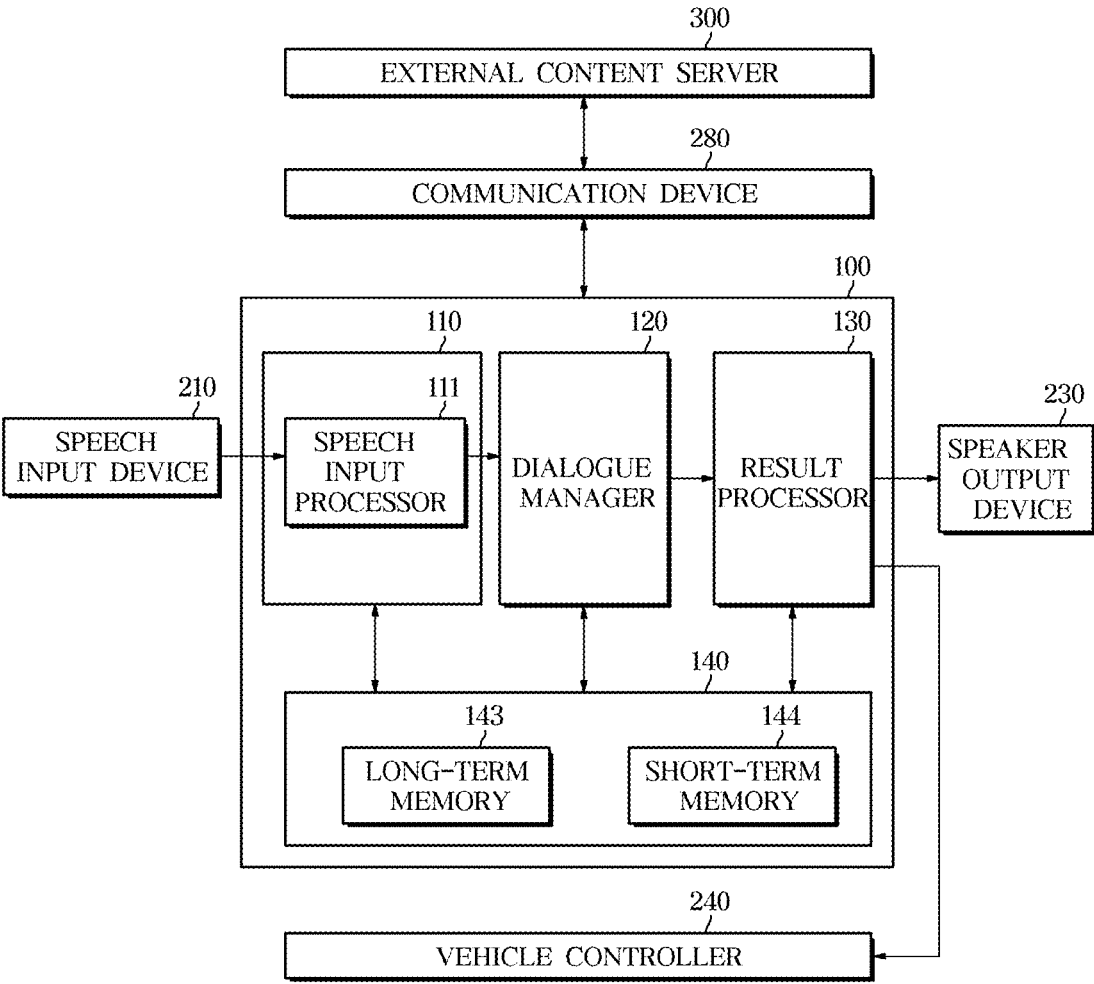 300
EXTERNAL CONTENT SERVER
280
COMMUNICATION DEVICE
100
110
120
130
210
111
230
SPEECH
INPUT DEVICE
SPEECH
INPUT
PROCESSOR
DIALOGUE
MANAGER
RESULT
PROCESSOR
SPEAKER
OUTPUT
DEVICE
140
143
144
LONG-TERM
MEMORY
SHORT-TERM
MEMORY
240
VEHICLE CONTROLLER